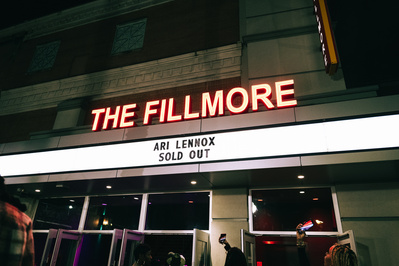 THE FILLMORE
ARI LENNOX
SOLD OUT